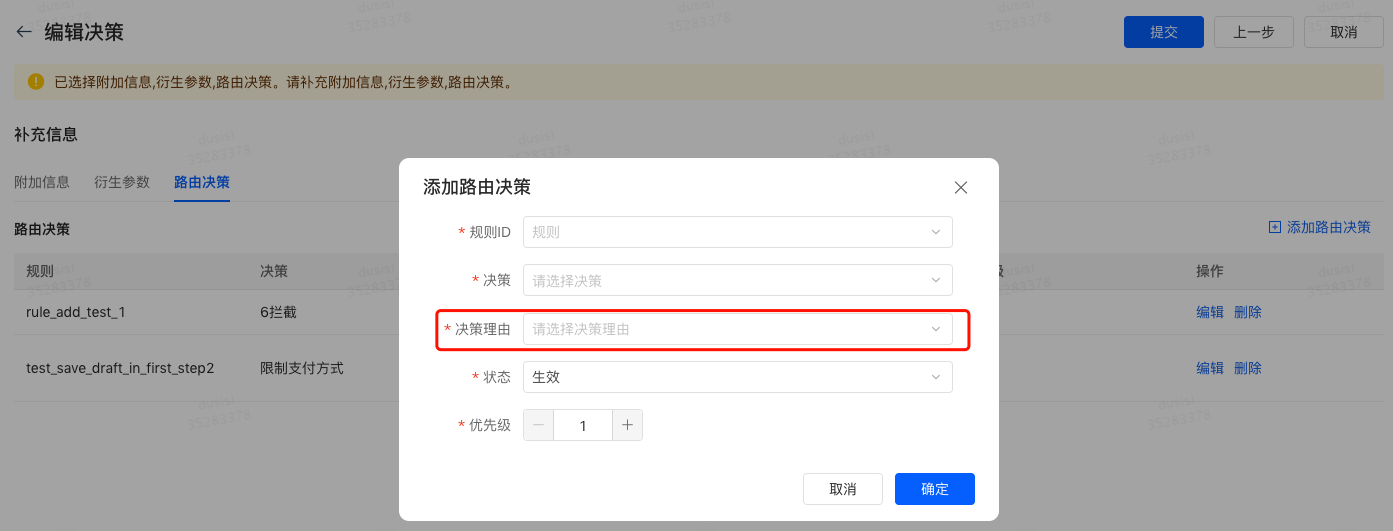 编辑决策
提交
上一步
取消
已选择附加信息,衍生参数,路由决策。请补充附加信息,衍生参数,路由决策。
补充信息
附加信息 衍生参数 路由决策
路由决策
添加路由决策
规则 决策 操作
rule_add_test_1 6拦截 编辑 删除
test_save_draft_in_first_step2 限制支付方式 编辑 删除
添加路由决策
* 规则ID 规则
* 决策 请选择决策
* 决策理由 请选择决策理由
* 状态 生效
* 优先级 1
取消 确定
35283378